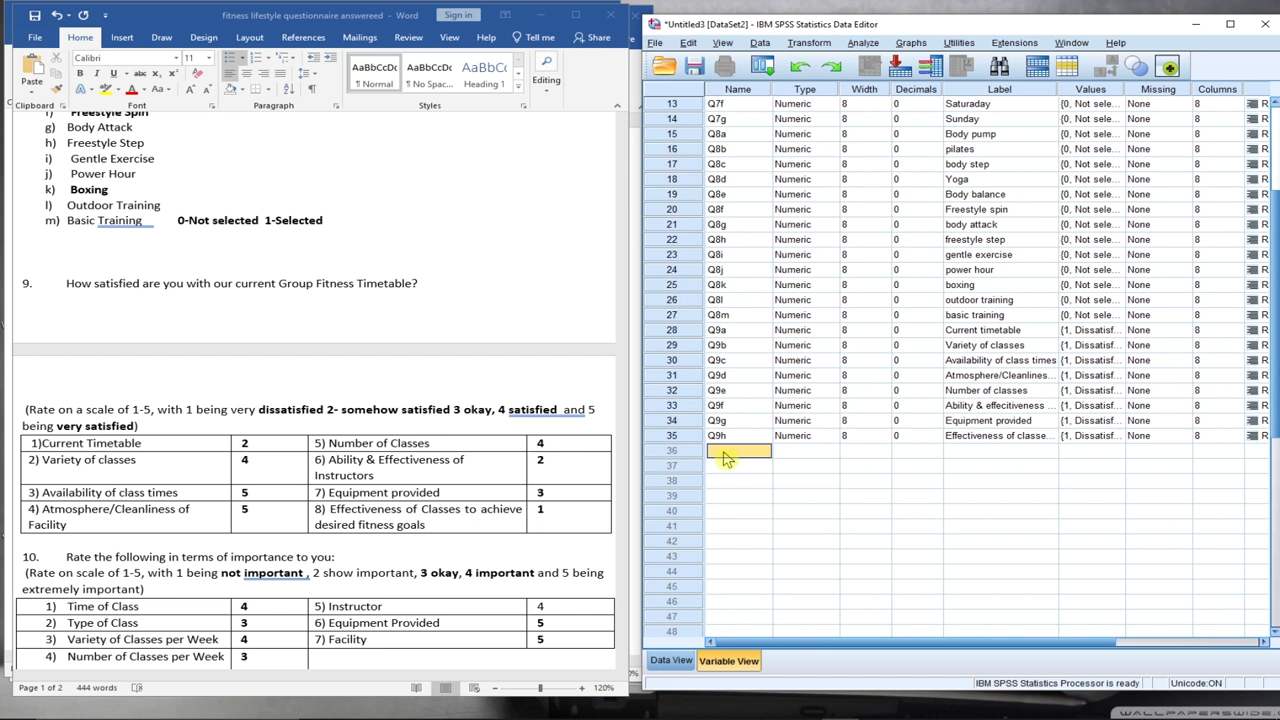 fitness lifestyle questionnaire answereed - Word
Sign in
File Home Insert Draw Design Layout References Mailings Review View Help Tell me Share
Paste
Calibri 11
AaBbCcDc AaBbCcDc AaBbCc
¶ Normal ¶ No Spac... Heading 1
Editing
Clipboard Font Paragraph Styles
f) Freestyle Spin
g) Body Attack
h) Freestyle Step
i) Gentle Exercise
j) Power Hour
k) Boxing
l) Outdoor Training
m) Basic Training 0-Not selected 1-Selected
9. How satisfied are you with our current Group Fitness Timetable?
(Rate on a scale of 1-5, with 1 being very dissatisfied 2- somehow satisfied 3 okay, 4 satisfied and 5
being very satisfied)
1)Current Timetable 2 5) Number of Classes 4
2) Variety of classes 4 6) Ability & Effectiveness of
Instructors 2
3) Availability of class times 5 7) Equipment provided 3
4) Atmosphere/Cleanliness of
Facility 5 8) Effectiveness of Classes to achieve
desired fitness goals 1
10. Rate the following in terms of importance to you:
(Rate on scale of 1-5, with 1 being not important , 2 show important, 3 okay, 4 important and 5 being
extremely important)
1) Time of Class 4 5) Instructor 4
2) Type of Class 3 6) Equipment Provided 5
3) Variety of Classes per Week 4 7) Facility 5
4) Number of Classes per Week 3
Page 1 of 2 444 words 120%
*Untitled3 [DataSet2] - IBM SPSS Statistics Data Editor
File Edit View Data Transform Analyze Graphs Utilities Extensions Window Help
Name Type Width Decimals Label Values Missing Columns
13 Q7f Numeric 8 0 Saturaday {0, Not sele... None 8 R
14 Q7g Numeric 8 0 Sunday {0, Not sele... None 8 R
15 Q8a Numeric 8 0 Body pump {0, Not sele... None 8 R
16 Q8b Numeric 8 0 pilates {0, Not sele... None 8 R
17 Q8c Numeric 8 0 body step {0, Not sele... None 8 R
18 Q8d Numeric 8 0 Yoga {0, Not sele... None 8 R
19 Q8e Numeric 8 0 Body balance {0, Not sele... None 8 R
20 Q8f Numeric 8 0 Freestyle spin {0, Not sele... None 8 R
21 Q8g Numeric 8 0 body attack {0, Not sele... None 8 R
22 Q8h Numeric 8 0 freestyle step {0, Not sele... None 8 R
23 Q8i Numeric 8 0 gentle exercise {0, Not sele... None 8 R
24 Q8j Numeric 8 0 power hour {0, Not sele... None 8 R
25 Q8k Numeric 8 0 boxing {0, Not sele... None 8 R
26 Q8l Numeric 8 0 outdoor training {0, Not sele... None 8 R
27 Q8m Numeric 8 0 basic training {0, Not sele... None 8 R
28 Q9a Numeric 8 0 Current timetable {1, Dissatisf... None 8 R
29 Q9b Numeric 8 0 Variety of classes {1, Dissatisf... None 8 R
30 Q9c Numeric 8 0 Availability of class times {1, Dissatisf... None 8 R
31 Q9d Numeric 8 0 Atmosphere/Cleanlines... {1, Dissatisf... None 8 R
32 Q9e Numeric 8 0 Number of classes {1, Dissatisf... None 8 R
33 Q9f Numeric 8 0 Ability & effecitiveness ... {1, Dissatisf... None 8 R
34 Q9g Numeric 8 0 Equipment provided {1, Dissatisf... None 8 R
35 Q9h Numeric 8 0 Effectiveness of classe... {1, Dissatisf... None 8 R
36
37
38
39
40
41
42
43
44
45
46
47
48
Data View Variable View
IBM SPSS Statistics Processor is ready Unicode:ON